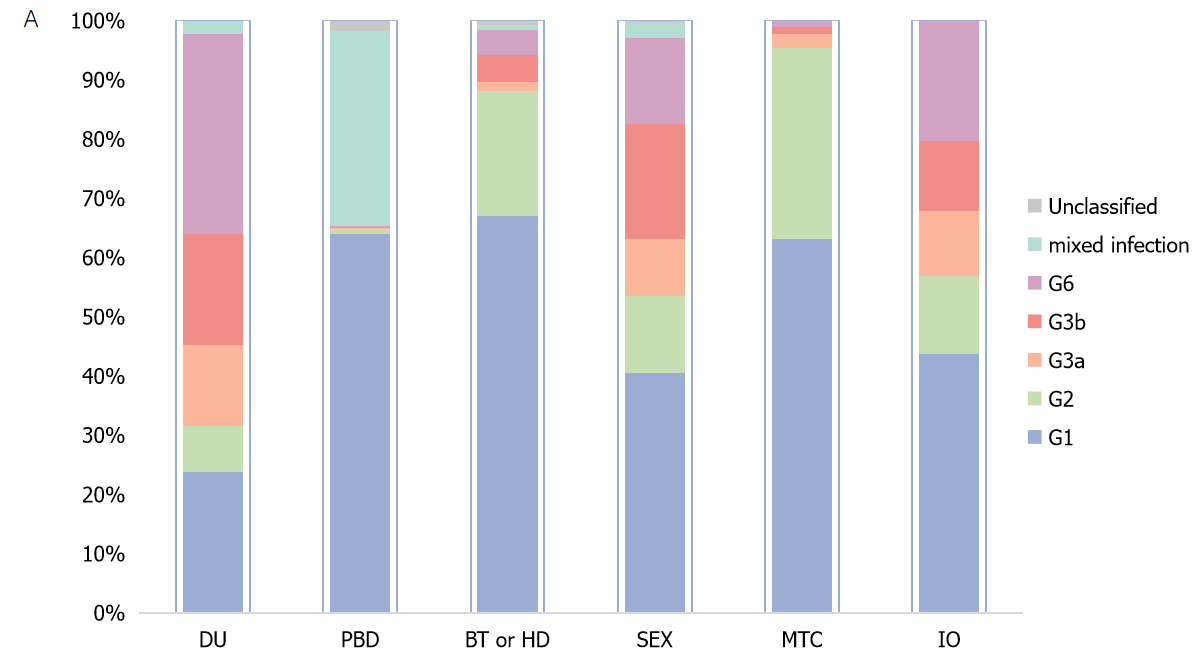 A
100%
90%
80%
70%
60%
50%
40%
30%
20%
10%
0%
DU PBD BT or HD SEX MTC IO
Unclassified
mixed infection
G6
G3b
G3a
G2
G1